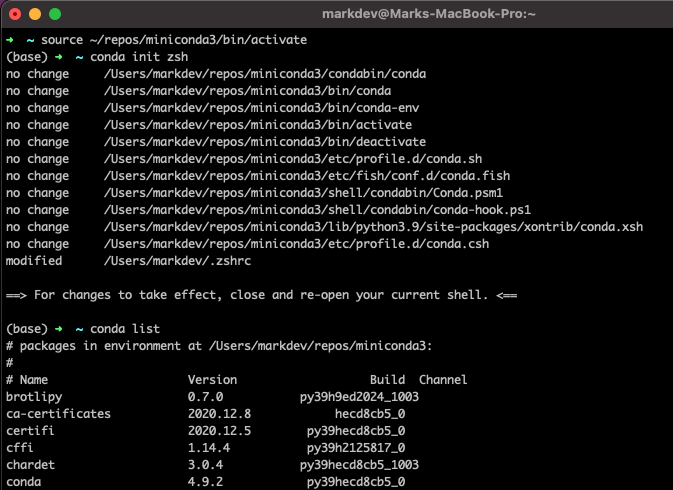 markdev@Marks-MacBook-Pro:~
➜ ~ source ~/repos/miniconda3/bin/activate
(base) ➜ ~ conda init zsh
no change     /Users/markdev/repos/miniconda3/condabin/conda
no change     /Users/markdev/repos/miniconda3/bin/conda
no change     /Users/markdev/repos/miniconda3/bin/conda-env
no change     /Users/markdev/repos/miniconda3/bin/activate
no change     /Users/markdev/repos/miniconda3/bin/deactivate
no change     /Users/markdev/repos/miniconda3/etc/profile.d/conda.sh
no change     /Users/markdev/repos/miniconda3/etc/fish/conf.d/conda.fish
no change     /Users/markdev/repos/miniconda3/shell/condabin/Conda.psm1
no change     /Users/markdev/repos/miniconda3/shell/condabin/conda-hook.ps1
no change     /Users/markdev/repos/miniconda3/lib/python3.9/site-packages/xontrib/conda.xsh
no change     /Users/markdev/repos/miniconda3/etc/profile.d/conda.csh
modified      /Users/markdev/.zshrc
==> For changes to take effect, close and re-open your current shell. <==
(base) ➜ ~ conda list
# packages in environment at /Users/markdev/repos/miniconda3:
#
# Name                    Version                   Build  Channel
brotlipy                  0.7.0           py39h9ed2024_1003
ca-certificates           2020.12.8            hecd8cb5_0
certifi                   2020.12.5        py39hecd8cb5_0
cffi                      1.14.4           py39h2125817_0
chardet                   3.0.4           py39hecd8cb5_1003
conda                     4.9.2            py39hecd8cb5_0